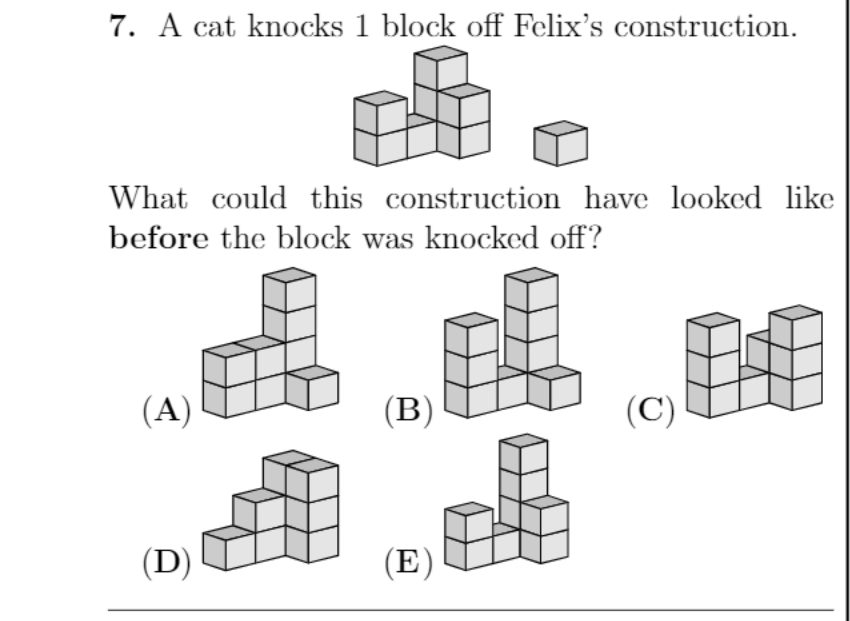 7. A cat knocks 1 block off Felix's construction.
What could this construction have looked like
before the block was knocked off?
(A) (B) (C)
(D) (E)